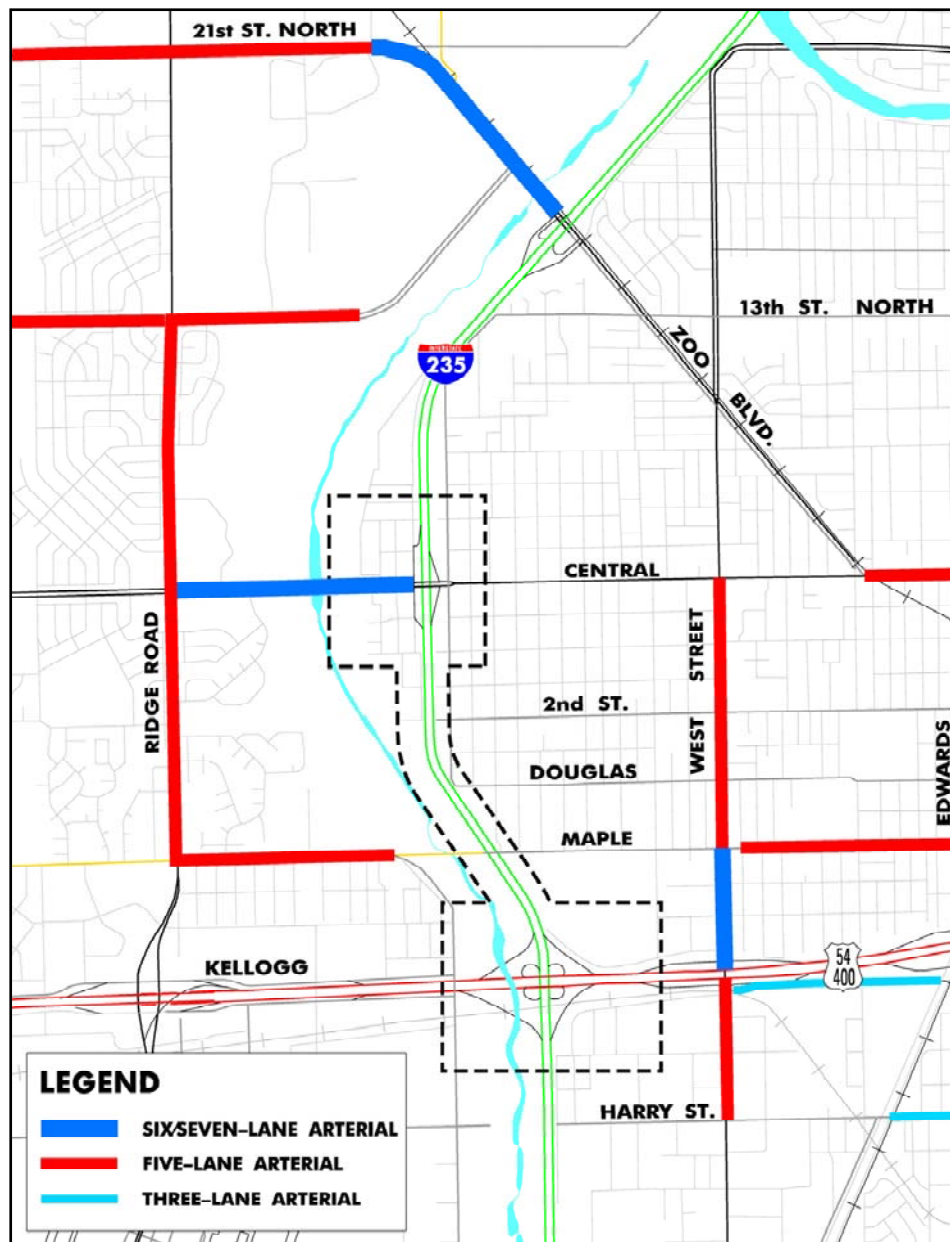 21st ST. NORTH
13th ST. NORTH
ZOO BLVD.
INTERSTATE
235
CENTRAL
RIDGE ROAD
WEST STREET
2nd ST.
DOUGLAS
EDWARDS
MAPLE
KELLOGG
54
400
HARRY ST.
LEGEND
SIX/SEVEN-LANE ARTERIAL
FIVE-LANE ARTERIAL
THREE-LANE ARTERIAL